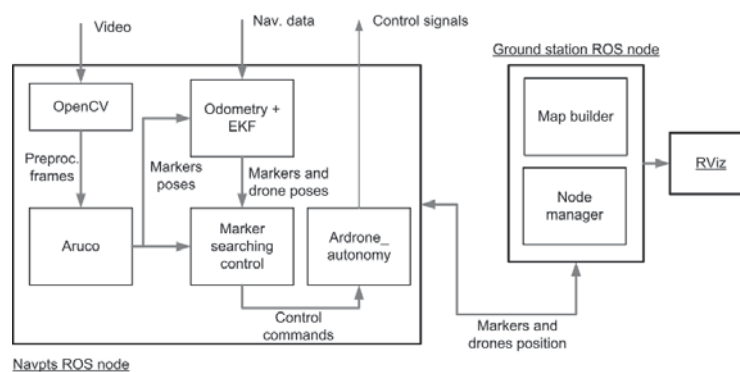 Video
Nav. data
Control signals
Ground station ROS node
OpenCV
Odometry +
EKF
Map builder
Preproc.
frames
Markers
poses
Markers and
drone poses
RViz
Node
manager
Aruco
Marker
searching
control
Ardrone_
autonomy
Control
commands
Markers and
drones position
Navpts ROS node